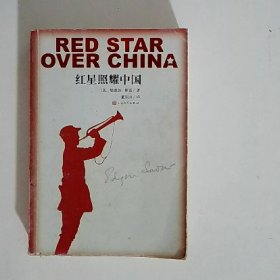 RED STAR
OVER CHINA
红星照耀中国
Edgar Snow